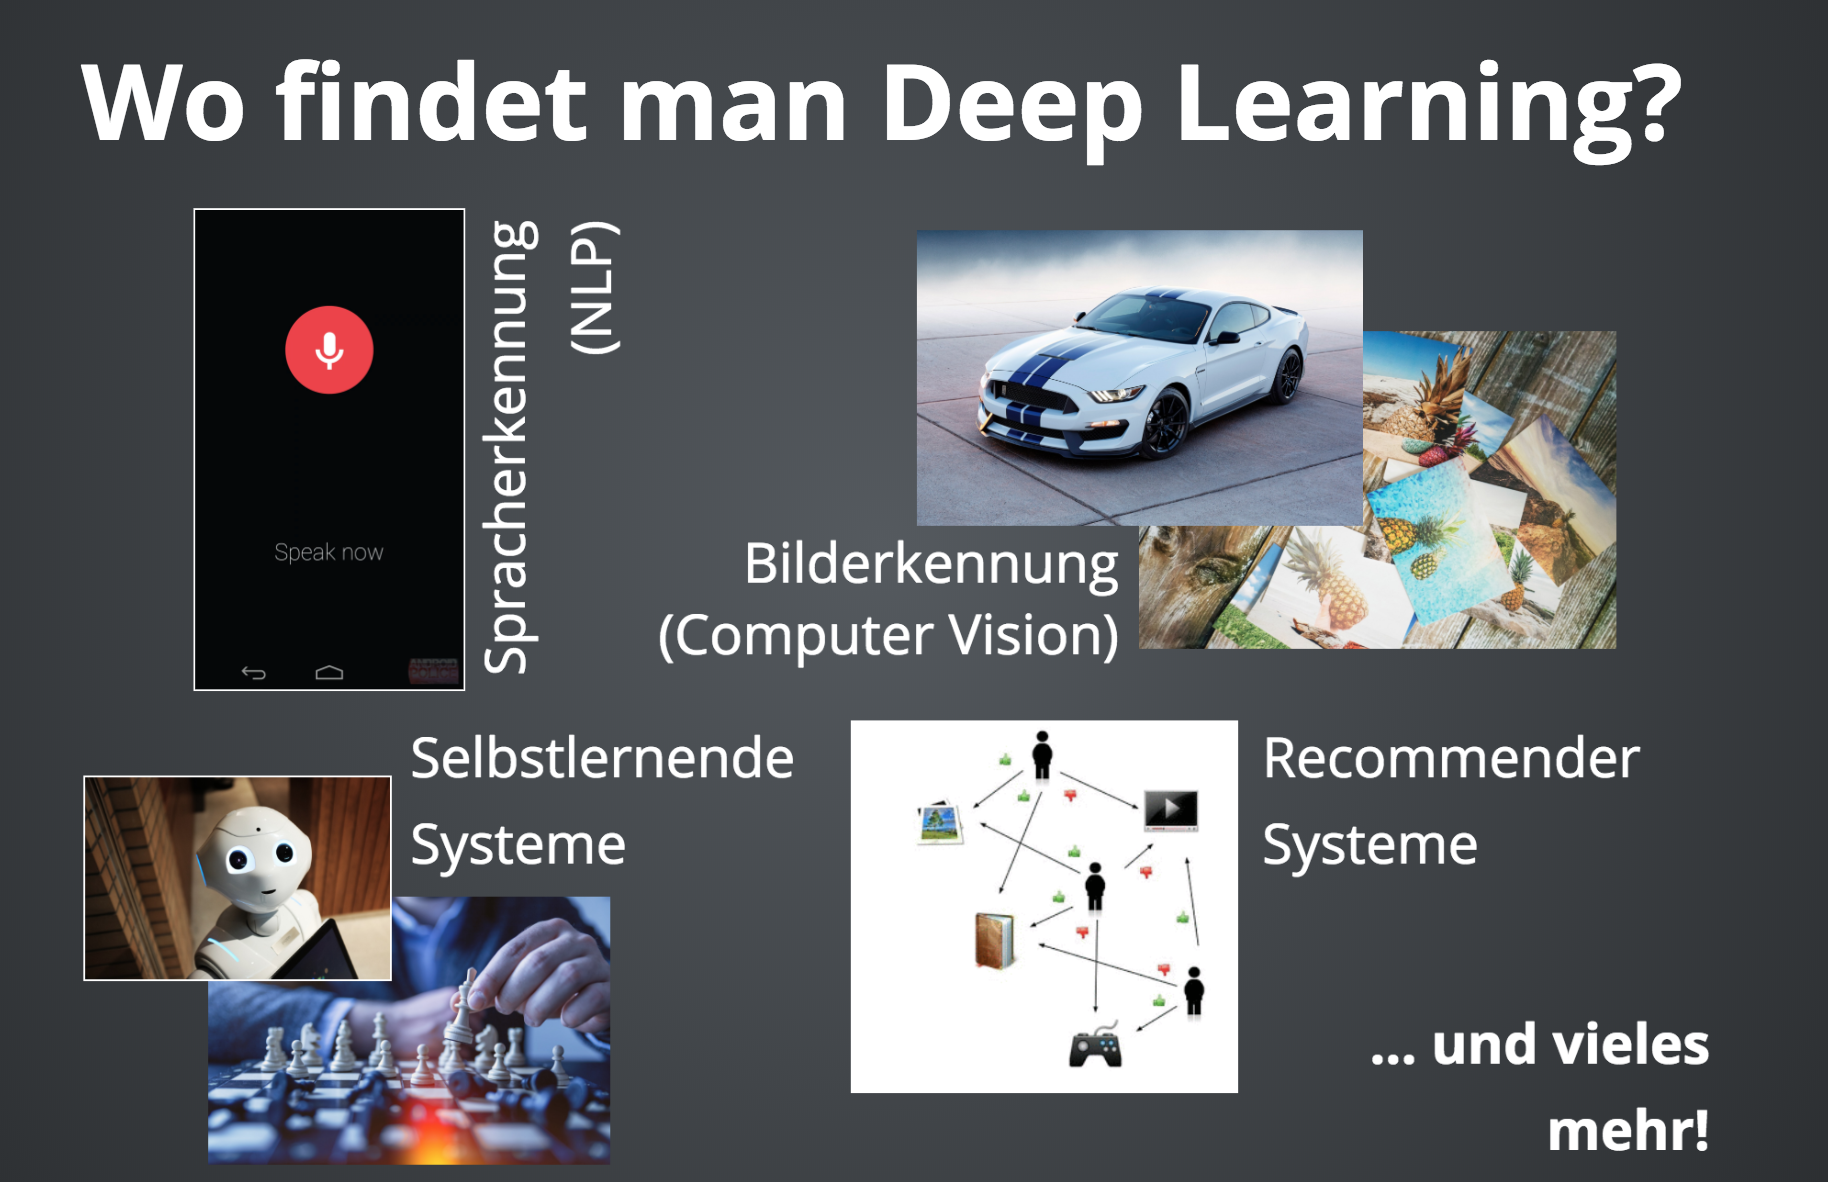 Wo findet man Deep Learning?
Speak now
Spracherkennung
(NLP)
Bilderkennung
(Computer Vision)
Selbstlernende
Systeme
Recommender
Systeme
... und vieles
mehr!